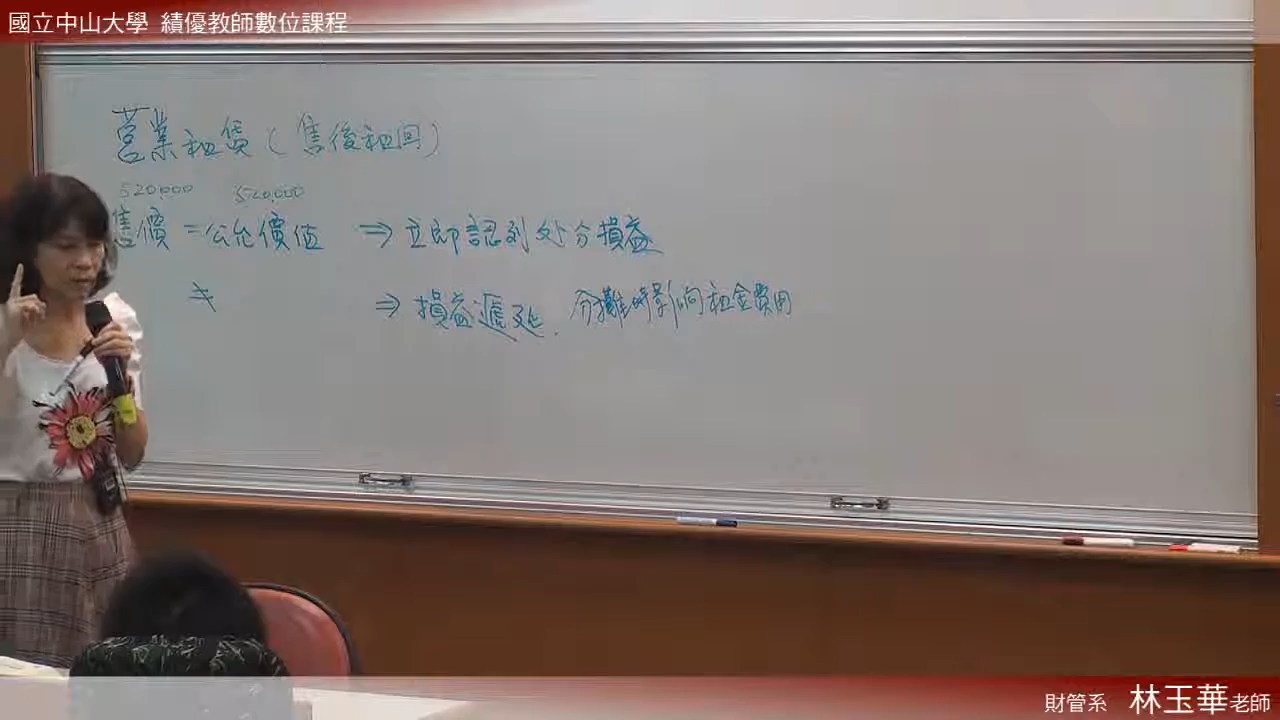 國立中山大學 績優教師數位課程
營業租賃(售後租回)
520,000 520,000
售價 = 公允價值 ⇒ 立即認列处分損益
≠ ⇒ 損益遞延. 分攤時影响租金費用
財管系 林玉華老師